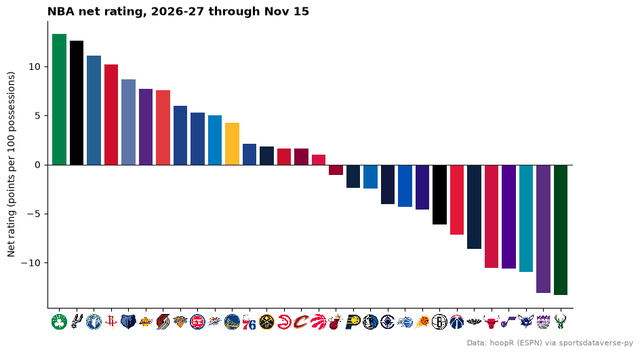 NBA net rating, 2026-27 through Nov 15
Net rating (points per 100 possessions)
10
5
0
−5
−10
76
Data: hoopR (ESPN) via sportsdataverse-py